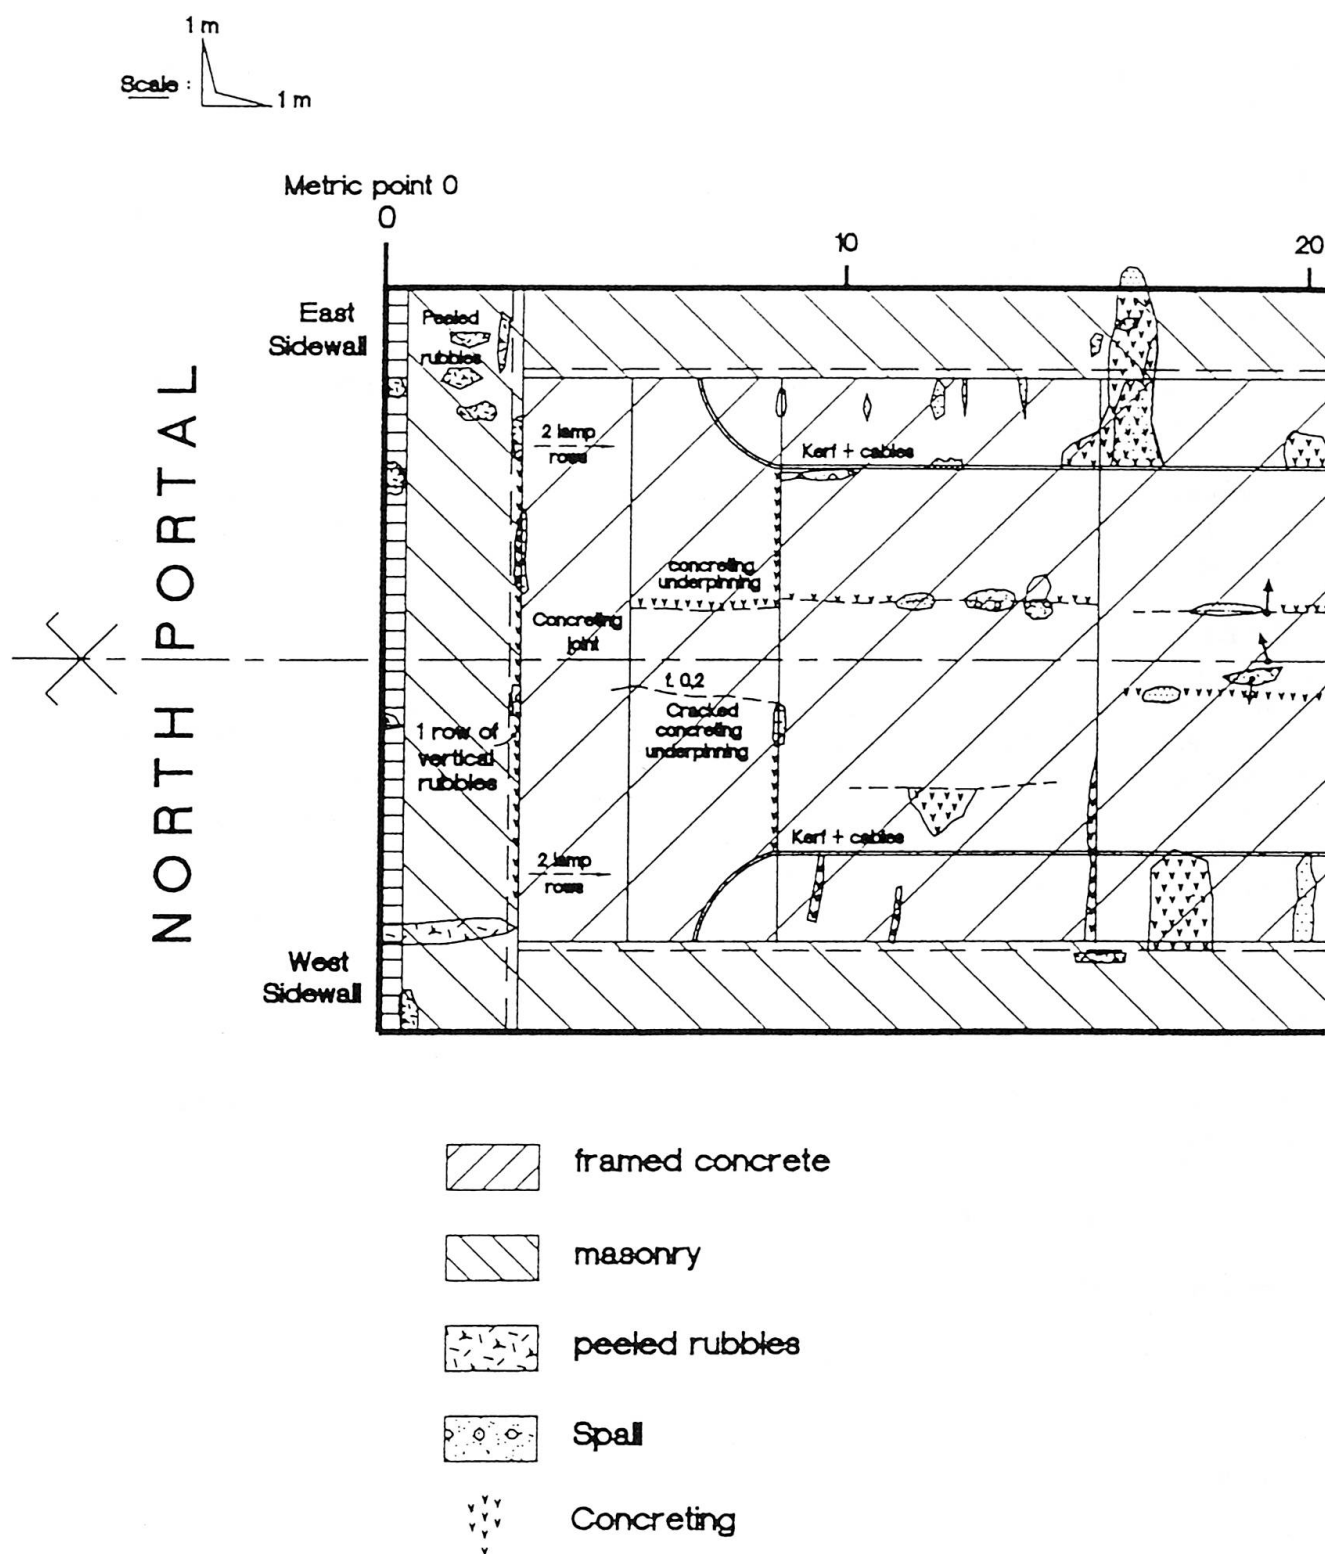 1 m
Scale :
1 m
Metric point 0
0
10
20
East
Sidewall
Peeled
rubbles
2 lamp
rows
Kerf + cables
NORTH PORTAL
concreting
underpinning
Concreting
joint
f. 0,2
Cracked
concreting
underpinning
1 row of
vertical
rubbles
Kerf + cables
2 lamp
rows
West
Sidewall
framed concrete
masonry
peeled rubbles
Spall
Concreting